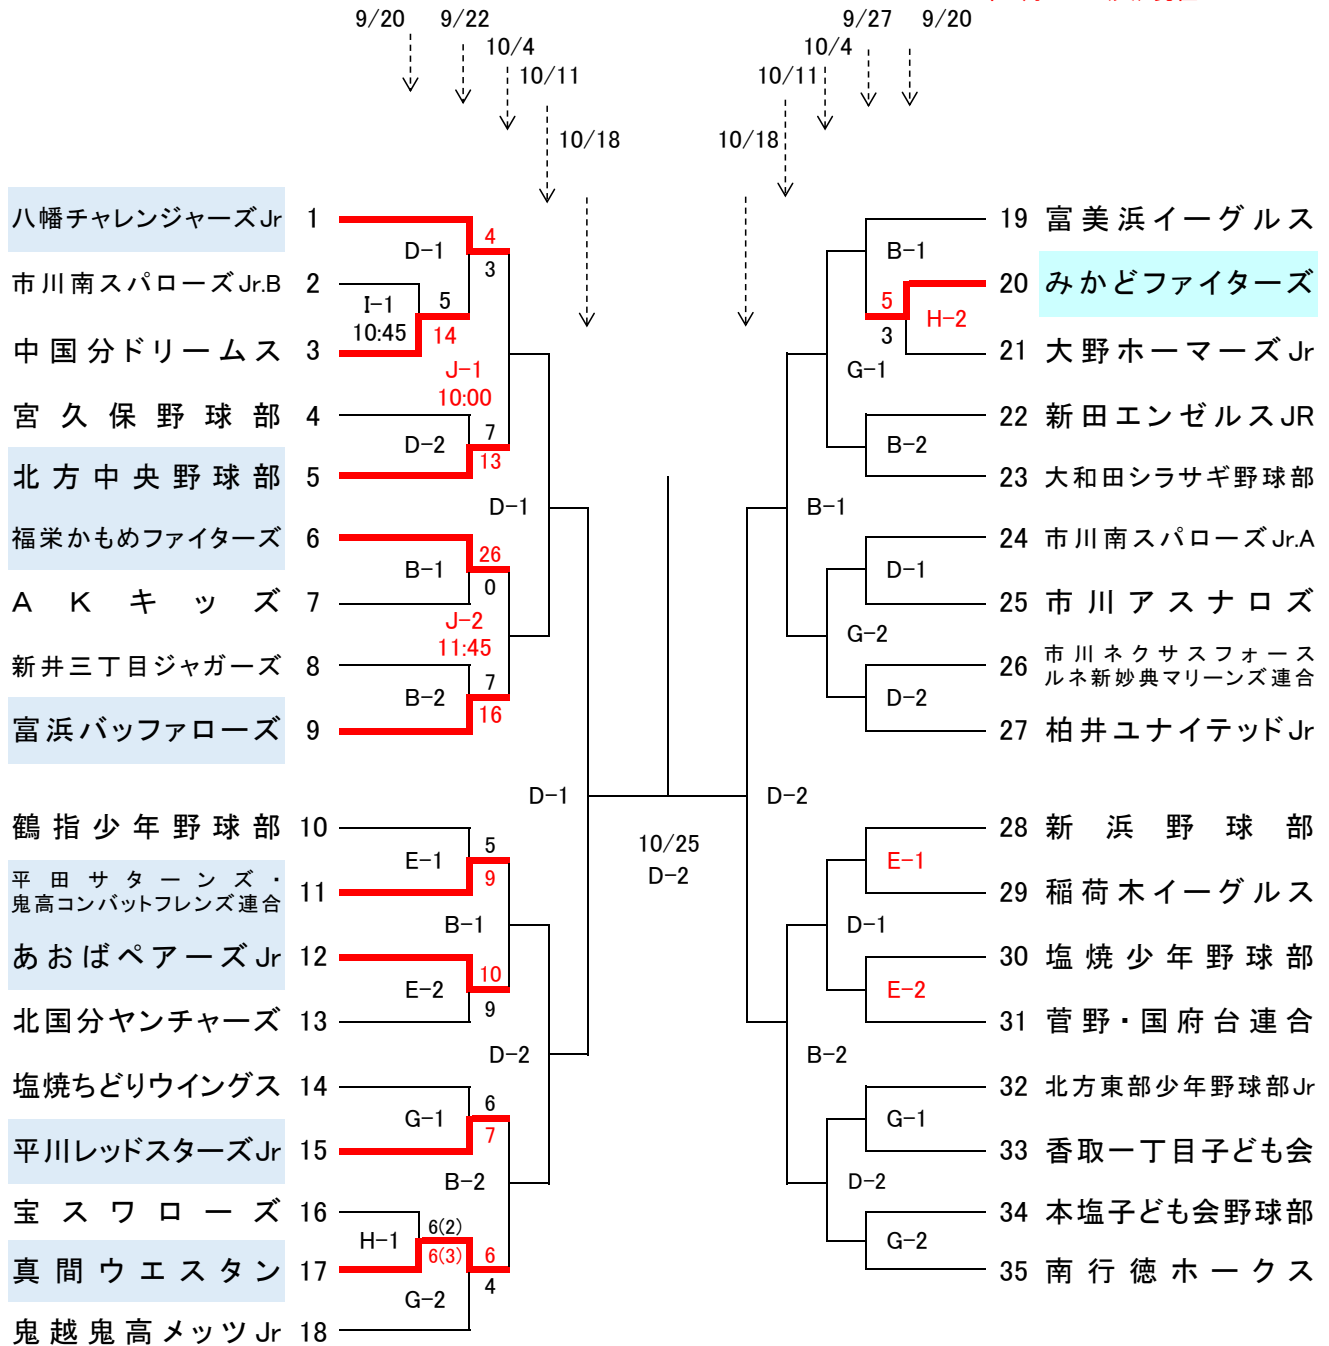 9/20
9/22
10/4
10/11
10/18
9/27
9/20
10/4
10/11
10/18
八幡チャレンジャーズJr 1
市川南スパローズJr.B 2
中国分ドリームス 3
宮久保野球部 4
北方中央野球部 5
福栄かもめファイターズ 6
AKキッズ 7
新井三丁目ジャガーズ 8
富浜バッファローズ 9
鶴指少年野球部 10
平田サターンズ・
鬼高コンバットフレンズ連合 11
あおばペアーズJr 12
北国分ヤンチャーズ 13
塩焼ちどりウイングス 14
平川レッドスターズJr 15
宝スワローズ 16
真間ウエスタン 17
鬼越鬼高メッツJr 18
D-1
4
3
I-1
10:45
5
14
J-1
10:00
D-2
7
13
D-1
B-1
26
0
J-2
11:45
B-2
7
16
D-1
E-1
5
9
B-1
E-2
10
9
D-2
G-1
6
7
B-2
H-1
6(2)
6(3)
6
4
G-2
10/25
D-2
19 富美浜イーグルス
20 みかどファイターズ
21 大野ホーマーズJr
22 新田エンゼルスJR
23 大和田シラサギ野球部
24 市川南スパローズJr.A
25 市川アスナロズ
26 市川ネクサスフォース
ルネ新妙典マリーンズ連合
27 柏井ユナイテッドJr
28 新浜野球部
29 稲荷木イーグルス
30 塩焼少年野球部
31 菅野・国府台連合
32 北方東部少年野球部Jr
33 香取一丁目子ども会
34 本塩子ども会野球部
35 南行徳ホークス
B-1
5
3
H-2
G-1
B-2
B-1
D-1
G-2
D-2
D-2
E-1
D-1
E-2
B-2
G-1
D-2
G-2